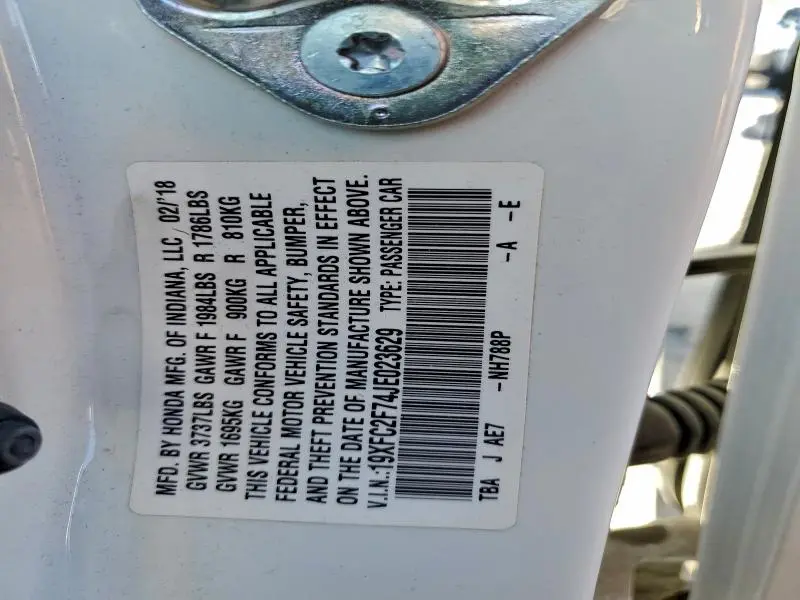 MFD. BY HONDA MFG. OF INDIANA, LLC / 02/'18
GVWR 3737LBS GAWR F 1984LBS R 1786LBS
GVWR 1695KG GAWR F 900KG R 810KG
THIS VEHICLE CONFORMS TO ALL APPLICABLE
FEDERAL MOTOR VEHICLE SAFETY, BUMPER,
AND THEFT PREVENTION STANDARDS IN EFFECT
ON THE DATE OF MANUFACTURE SHOWN ABOVE.
V.I.N.:19XFC2F74JE023629 TYPE: PASSENGER CAR
TBA J AE7 -NH788P -A -E